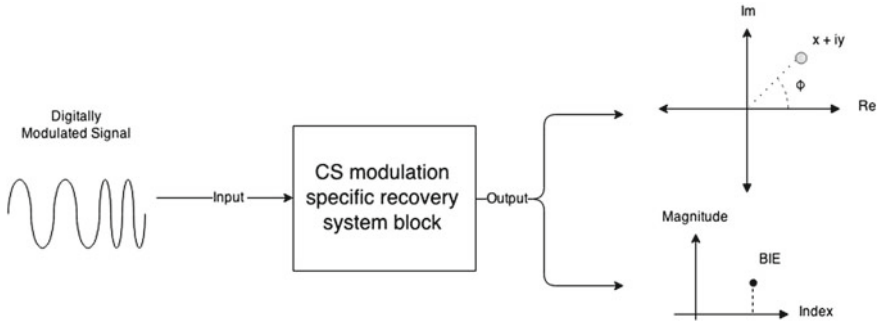 Digitally
Modulated Signal
Input
CS modulation
specific recovery
system block
Output
Im
x + iy
ϕ
Re
Magnitude
BIE
Index